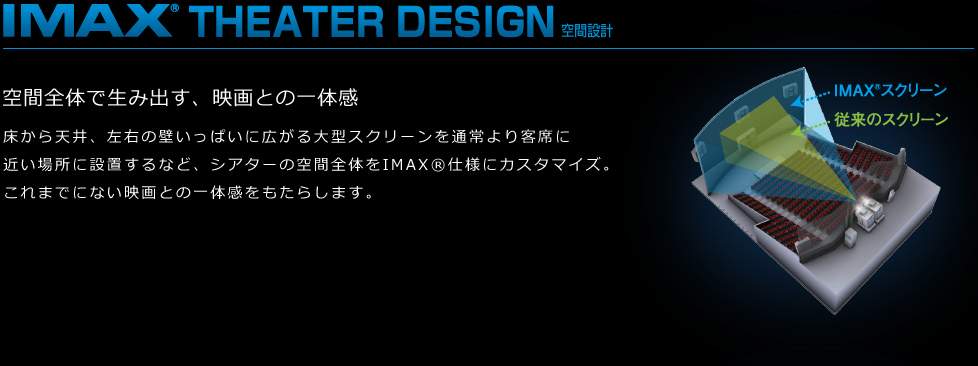 IMAX® THEATER DESIGN 空間設計
空間全体で生み出す、映画との一体感
床から天井、左右の壁いっぱいに広がる大型スクリーンを通常より客席に
近い場所に設置するなど、シアターの空間全体をIMAX®仕様にカスタマイズ。
これまでにない映画との一体感をもたらします。
IMAX®スクリーン
従来のスクリーン